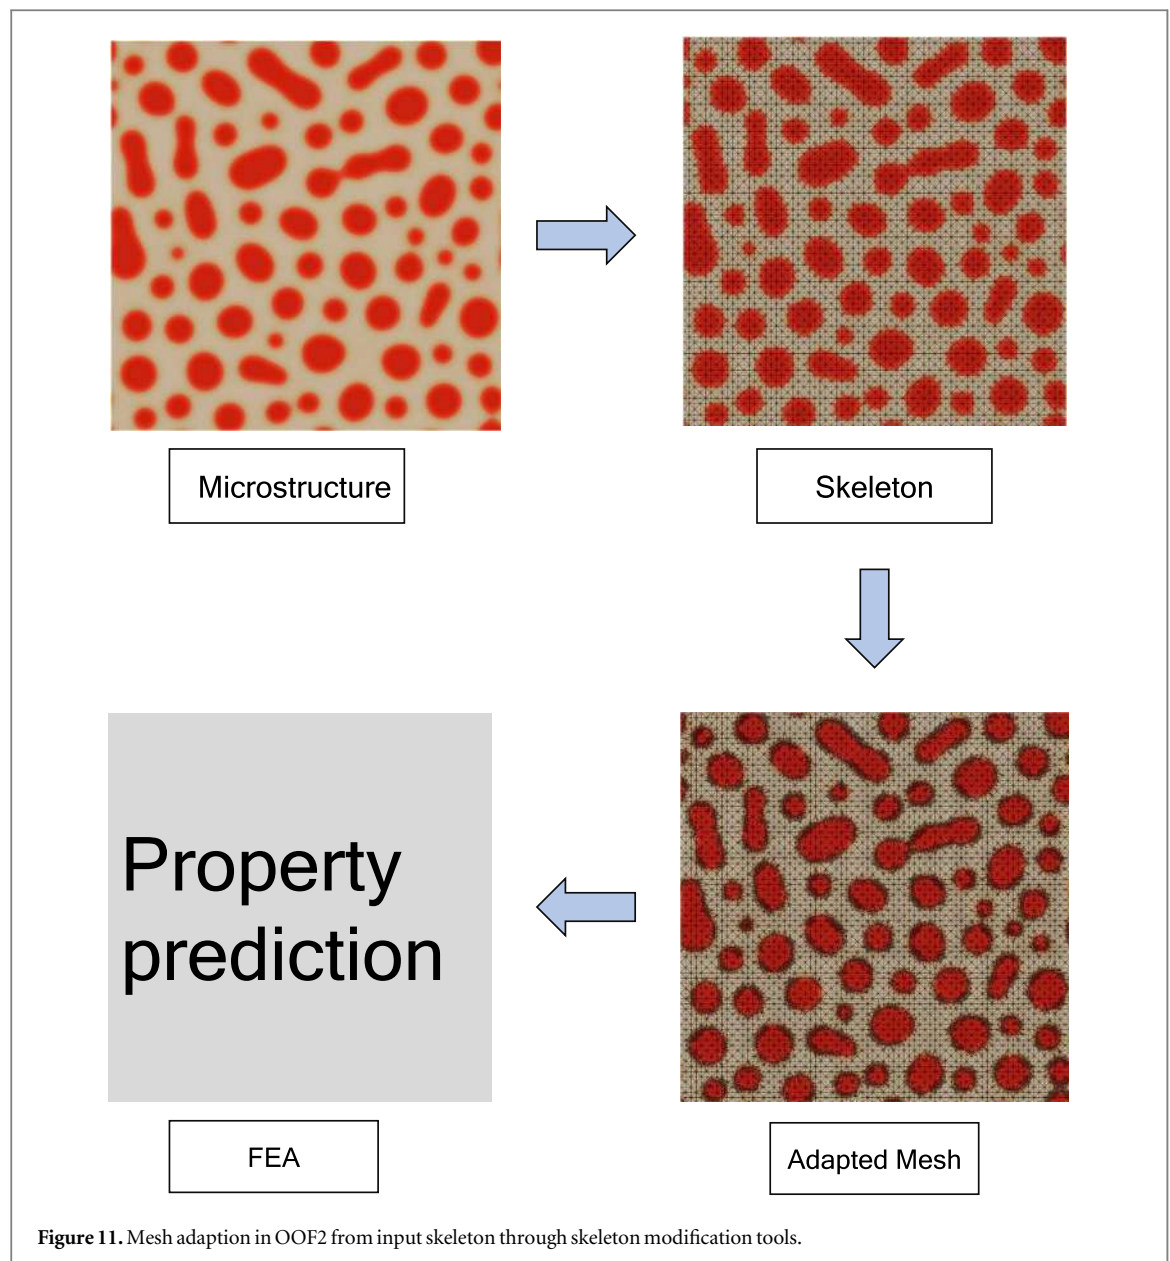 Microstructure
Skeleton
Property
prediction
FEA
Adapted Mesh
Figure 11. Mesh adaption in OOF2 from input skeleton through skeleton modification tools.